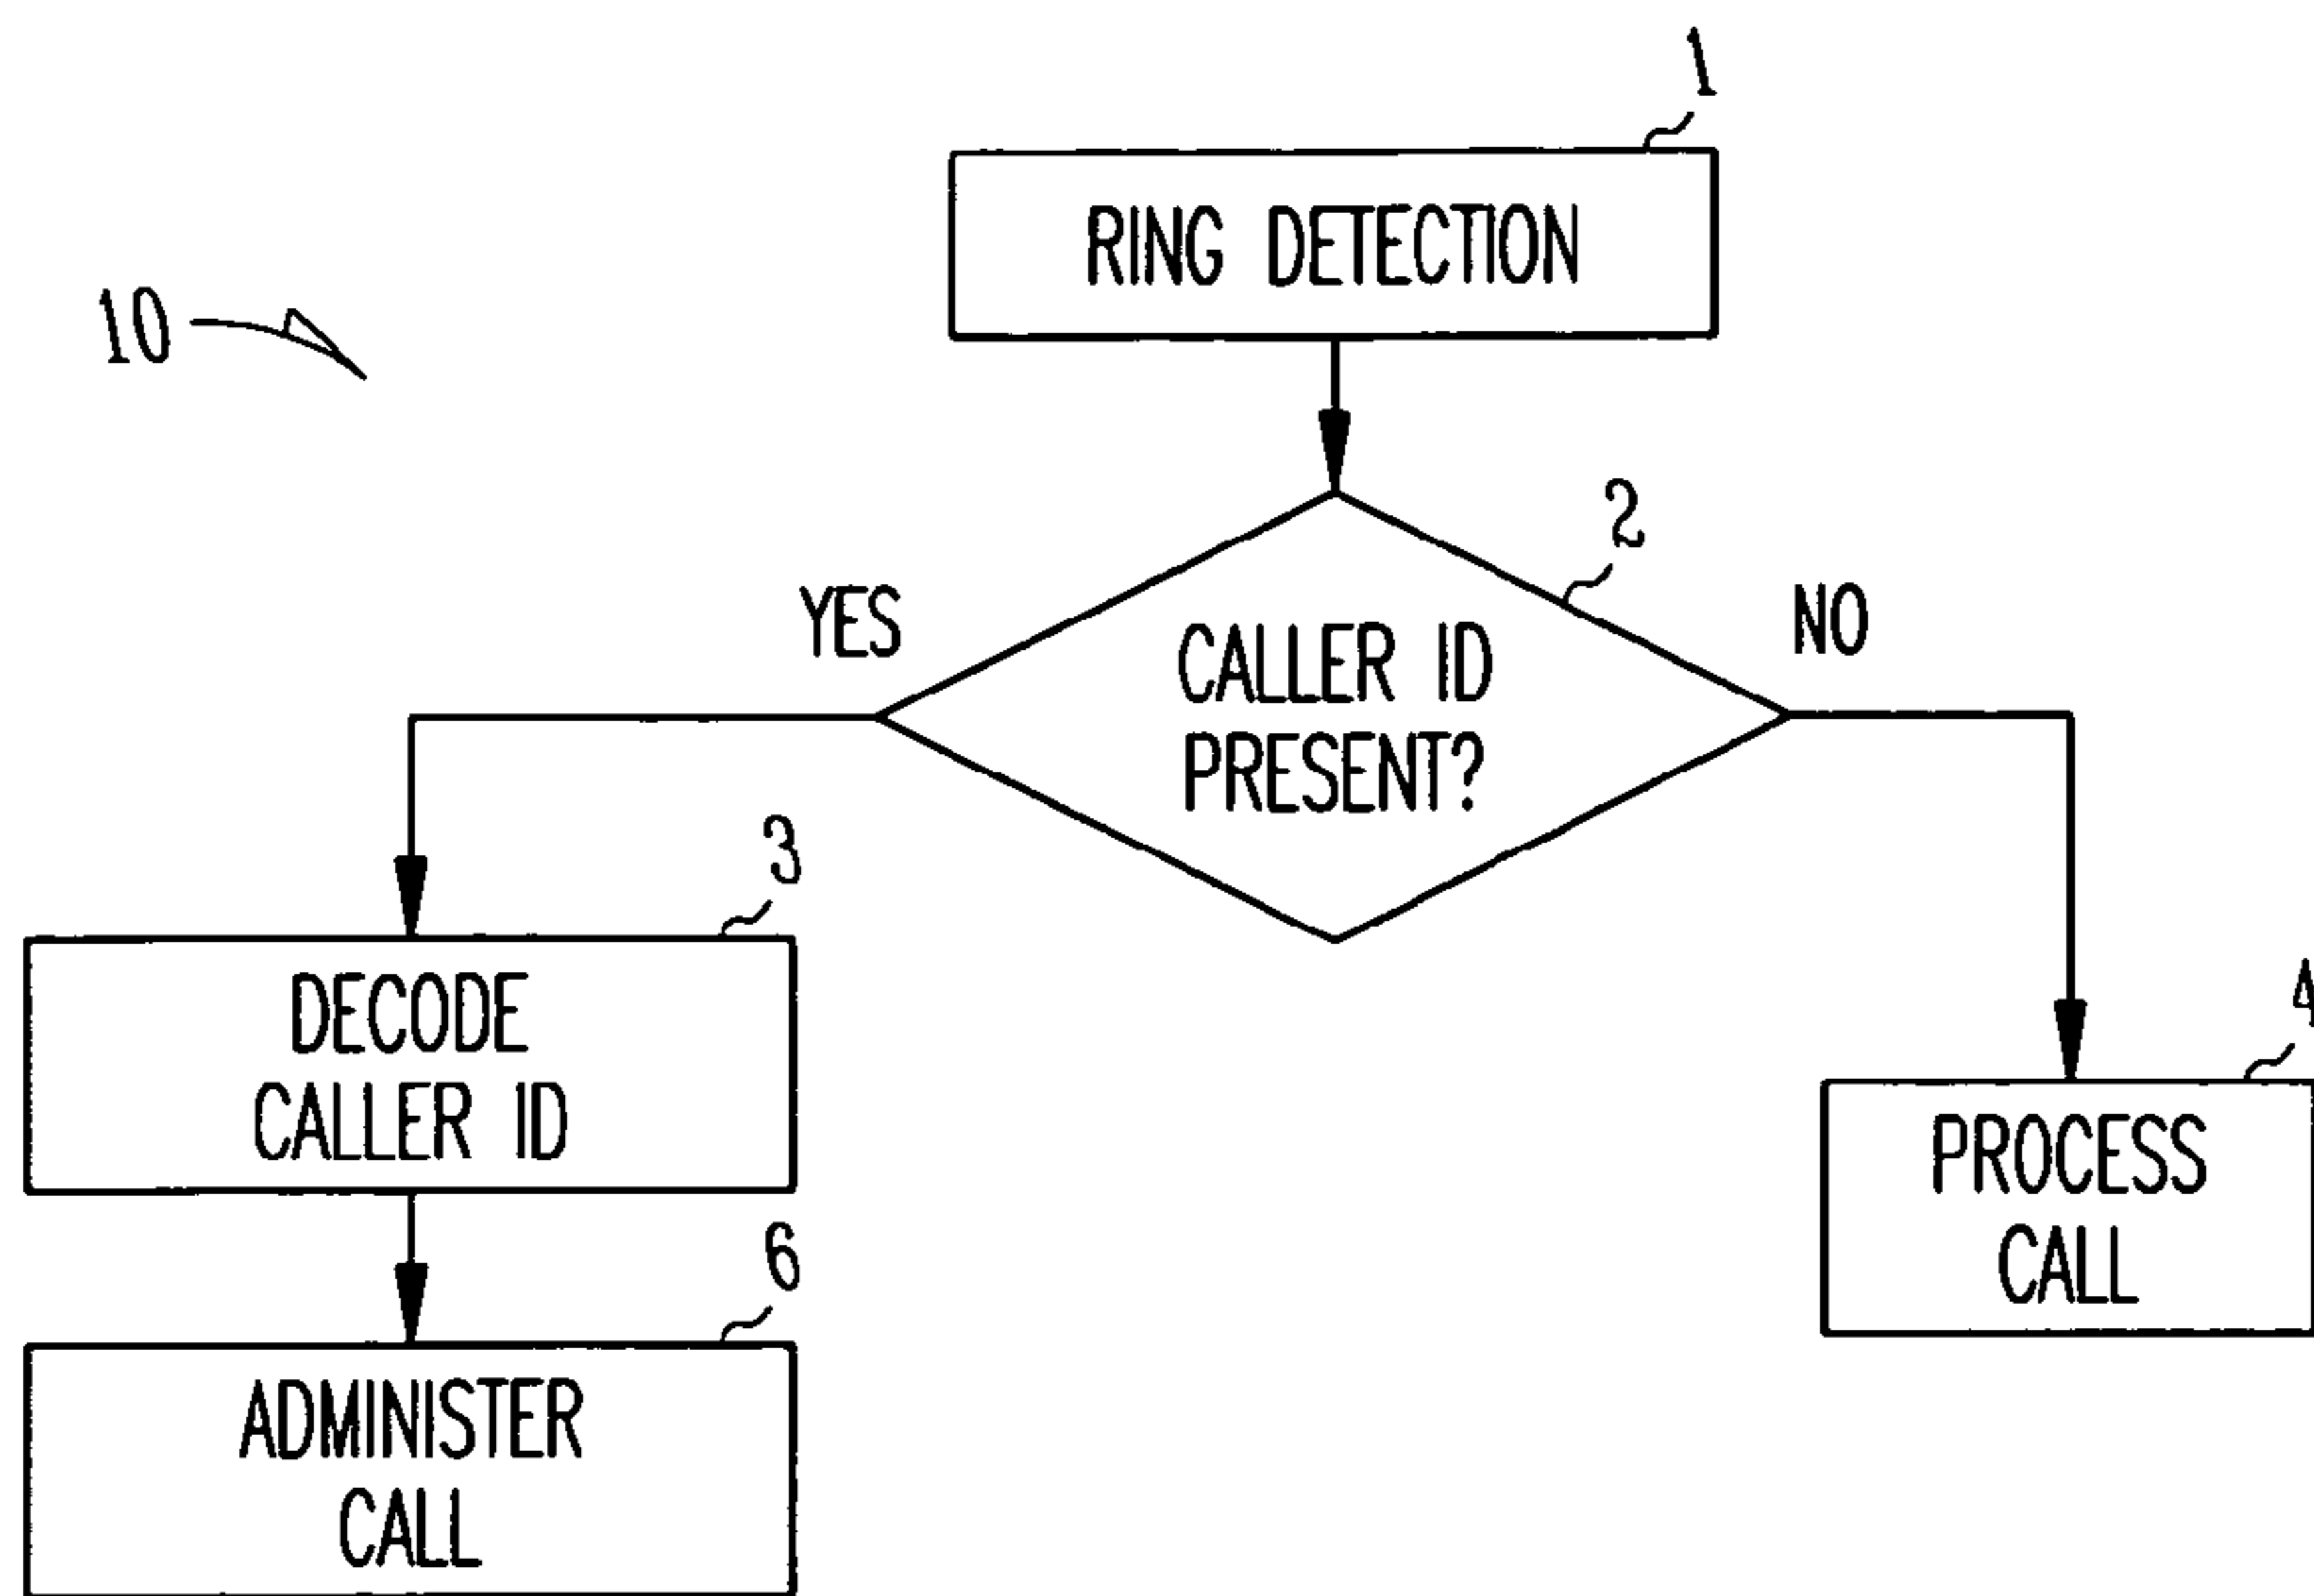 1
RING DETECTION
10
2
YES
NO
CALLER ID
PRESENT?
3
DECODE
CALLER ID
4
PROCESS
CALL
6
ADMINISTER
CALL